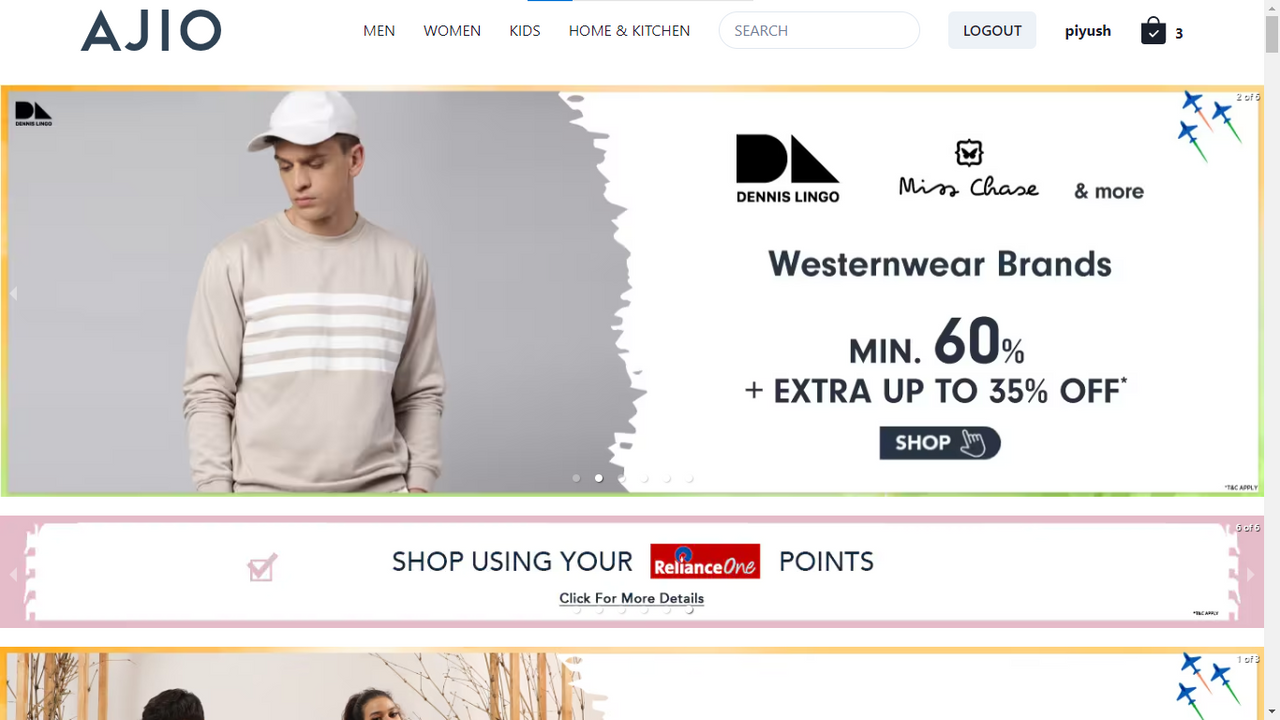 AJIO
MEN
WOMEN
KIDS
HOME & KITCHEN
SEARCH
LOGOUT
piyush
3
2 of 6
DENNIS LINGO
DENNIS LINGO
Miss Chase
& more
Westernwear Brands
MIN. 60%
+ EXTRA UP TO 35% OFF*
SHOP
*T&C APPLY
6 of 6
SHOP USING YOUR RelianceOne POINTS
Click For More Details
*T&C APPLY
1 of 3